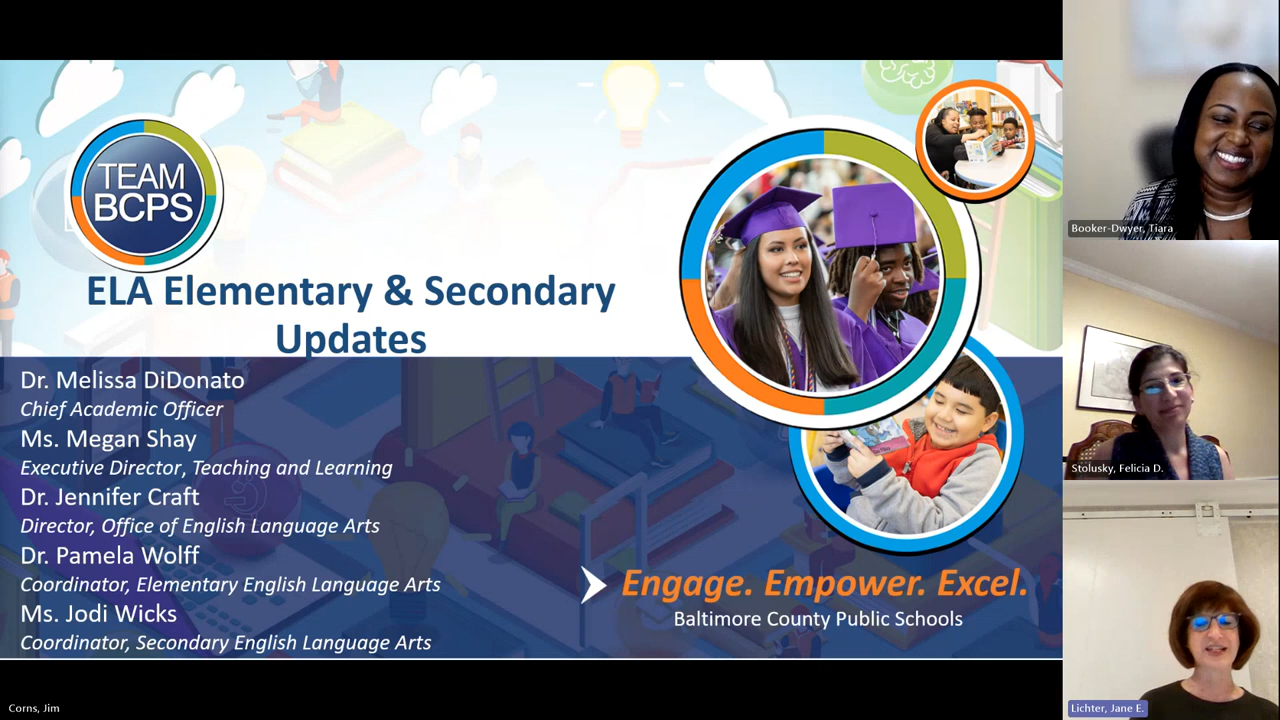 TEAM
BCPS
ELA Elementary & Secondary
Updates
Dr. Melissa DiDonato
Chief Academic Officer
Ms. Megan Shay
Executive Director, Teaching and Learning
Dr. Jennifer Craft
Director, Office of English Language Arts
Dr. Pamela Wolff
Coordinator, Elementary English Language Arts
Ms. Jodi Wicks
Coordinator, Secondary English Language Arts
Engage. Empower. Excel.
Baltimore County Public Schools
Corns, Jim
Booker-Dwyer, Tiara
Stolusky, Felicia D.
Lichter, Jane E.